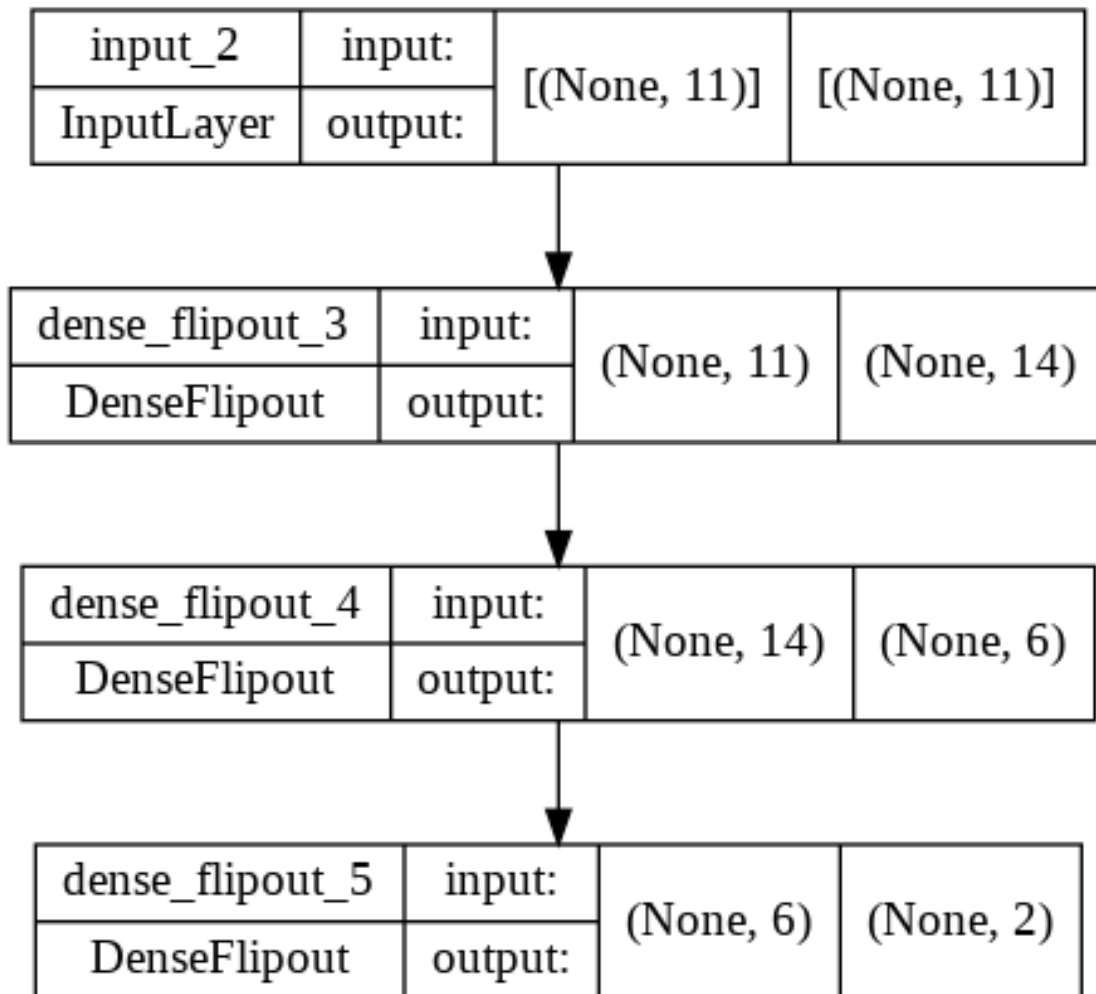 input_2
input:
[(None, 11)]
[(None, 11)]
InputLayer
output:
dense_flipout_3
input:
(None, 11)
(None, 14)
DenseFlipout
output:
dense_flipout_4
input:
(None, 14)
(None, 6)
DenseFlipout
output:
dense_flipout_5
input:
(None, 6)
(None, 2)
DenseFlipout
output: